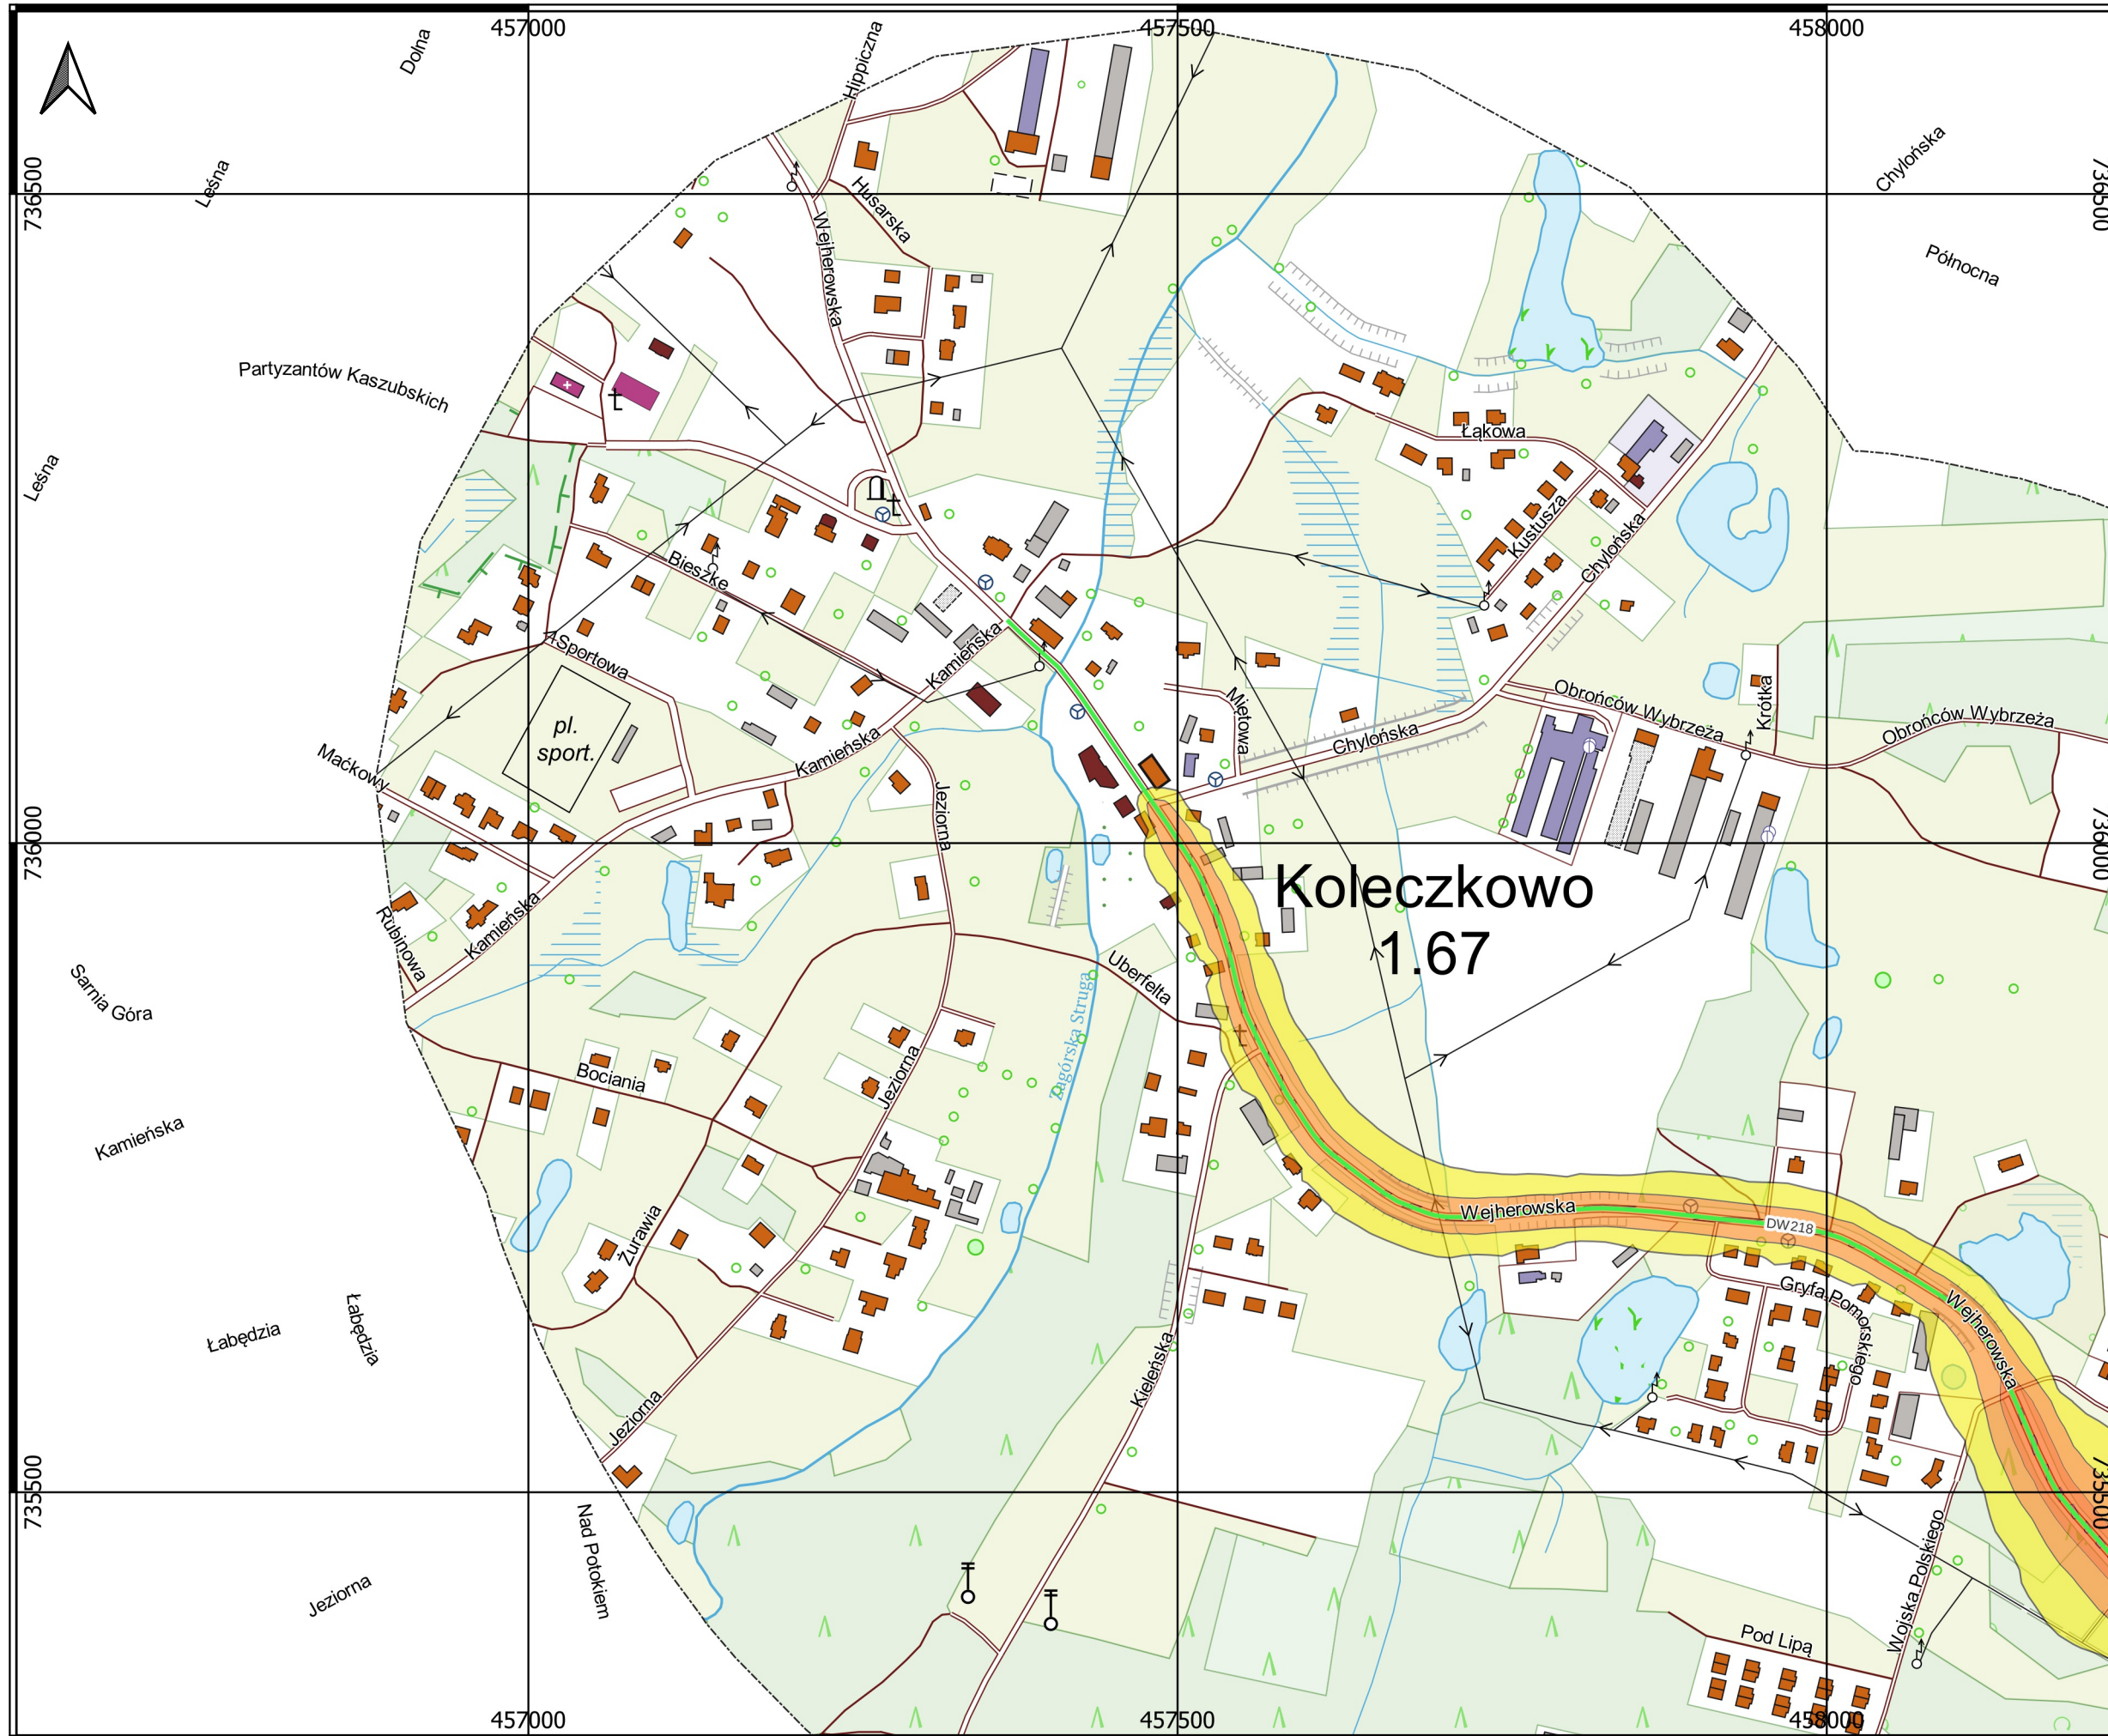 457000
457500
458000
Dolna
Hippiczna
736500
Leśna
Husarska
Chylońska
736500
Wejherowska
Północna
Partyzantów Kaszubskich
Łąkowa
Leśna
Kustusza
Chylońska
Bieszke
Kamieńska
Sportowa
Miętowa
Obrońców Wybrzeża
Krótka
Obrońców Wybrzeża
pl.
sport.
Chylońska
Kamieńska
Maćkowy
Jeziorna
736000
736000
Koleczkowo
1.67
Rubinowa
Kamieńska
Uberfelta
Sarnia Góra
Zagórska Struga
Bociania
Jeziorna
Kamieńska
Wejherowska
DW218
Żurawia
Gryfa Pomorskiego
Wejherowska
Łabędzia
Łabędzia
Kieleńska
Jeziorna
735500
735500
Nad Potokiem
Wojska Polskiego
Jeziorna
Pod Lipą
457000
457500
458000